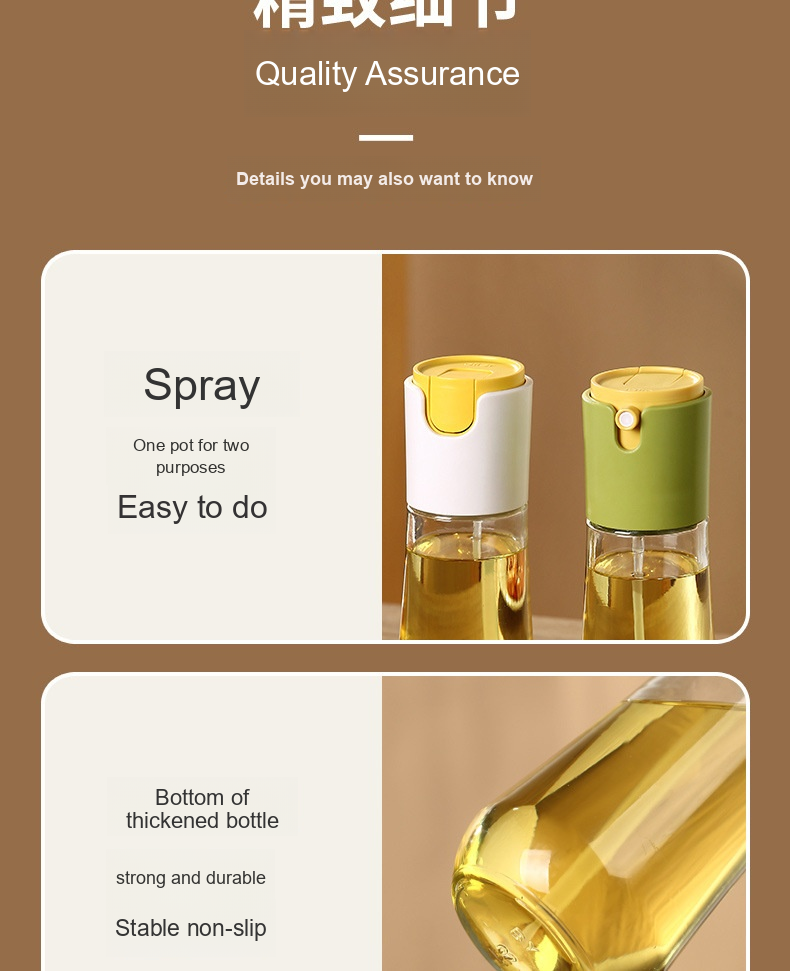 精致细节
Quality Assurance
Details you may also want to know
Spray
One pot for two
purposes
Easy to do
Bottom of
thickened bottle
strong and durable
Stable non-slip